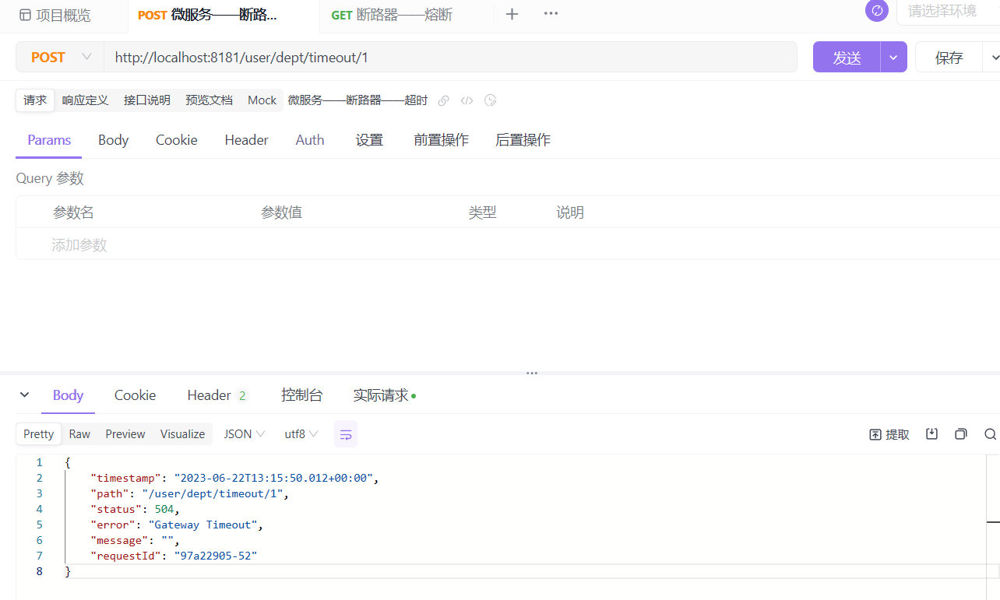 项目概览 POST 微服务——断路... GET 断路器——熔断 请选择环境
POST http://localhost:8181/user/dept/timeout/1 发送 保存
请求 响应定义 接口说明 预览文档 Mock 微服务——断路器——超时
Params Body Cookie Header Auth 设置 前置操作 后置操作
Query 参数
参数名 参数值 类型 说明
添加参数
Body Cookie Header 2 控制台 实际请求
Pretty Raw Preview Visualize JSON utf8 提取
1 {
2 "timestamp": "2023-06-22T13:15:50.012+00:00",
3 "path": "/user/dept/timeout/1",
4 "status": 504,
5 "error": "Gateway Timeout",
6 "message": "",
7 "requestId": "97a22905-52"
8 }